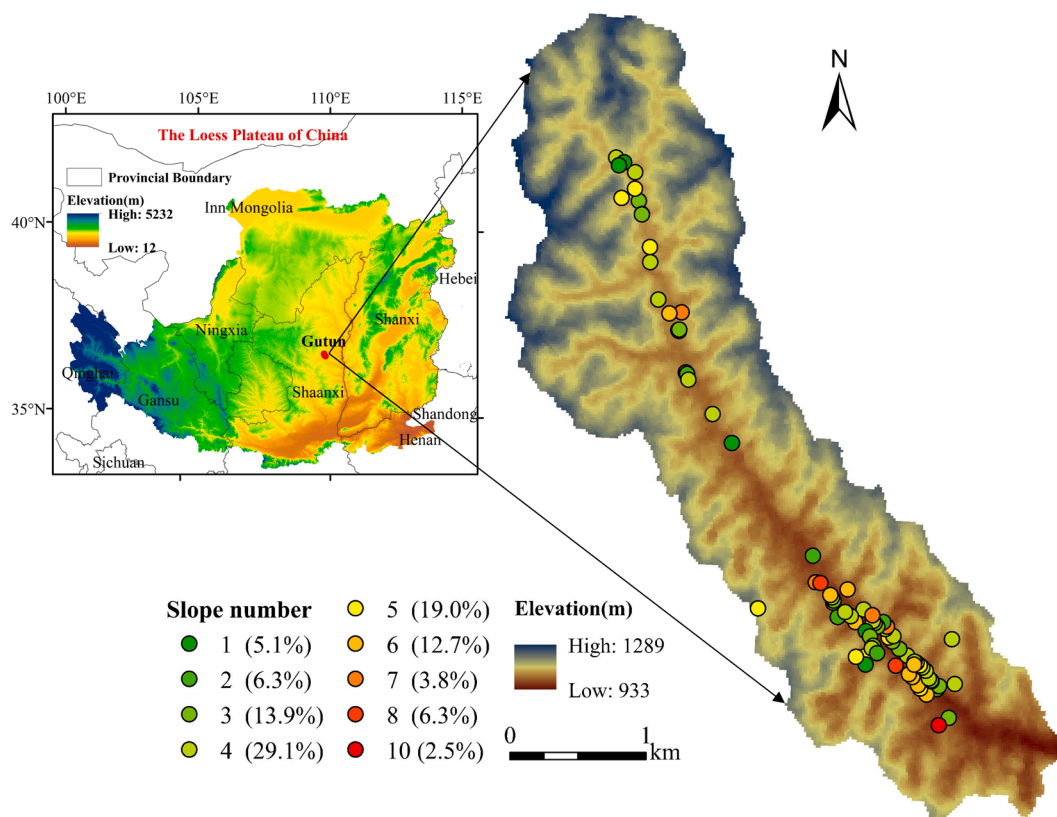 N
100°E
105°E
110°E
115°E
The Loess Plateau of China
Provincial Boundary
Elevation(m)
High: 5232
Low: 12
40°N
35°N
Inn Mongolia
Hebei
Ningxia
Shanxi
Gutun
Qinghai
Gansu
Shaanxi
Shandong
Henan
Sichuan
Slope number
1 (5.1%)
2 (6.3%)
3 (13.9%)
4 (29.1%)
5 (19.0%)
6 (12.7%)
7 (3.8%)
8 (6.3%)
10 (2.5%)
Elevation(m)
High: 1289
Low: 933
0 1
km